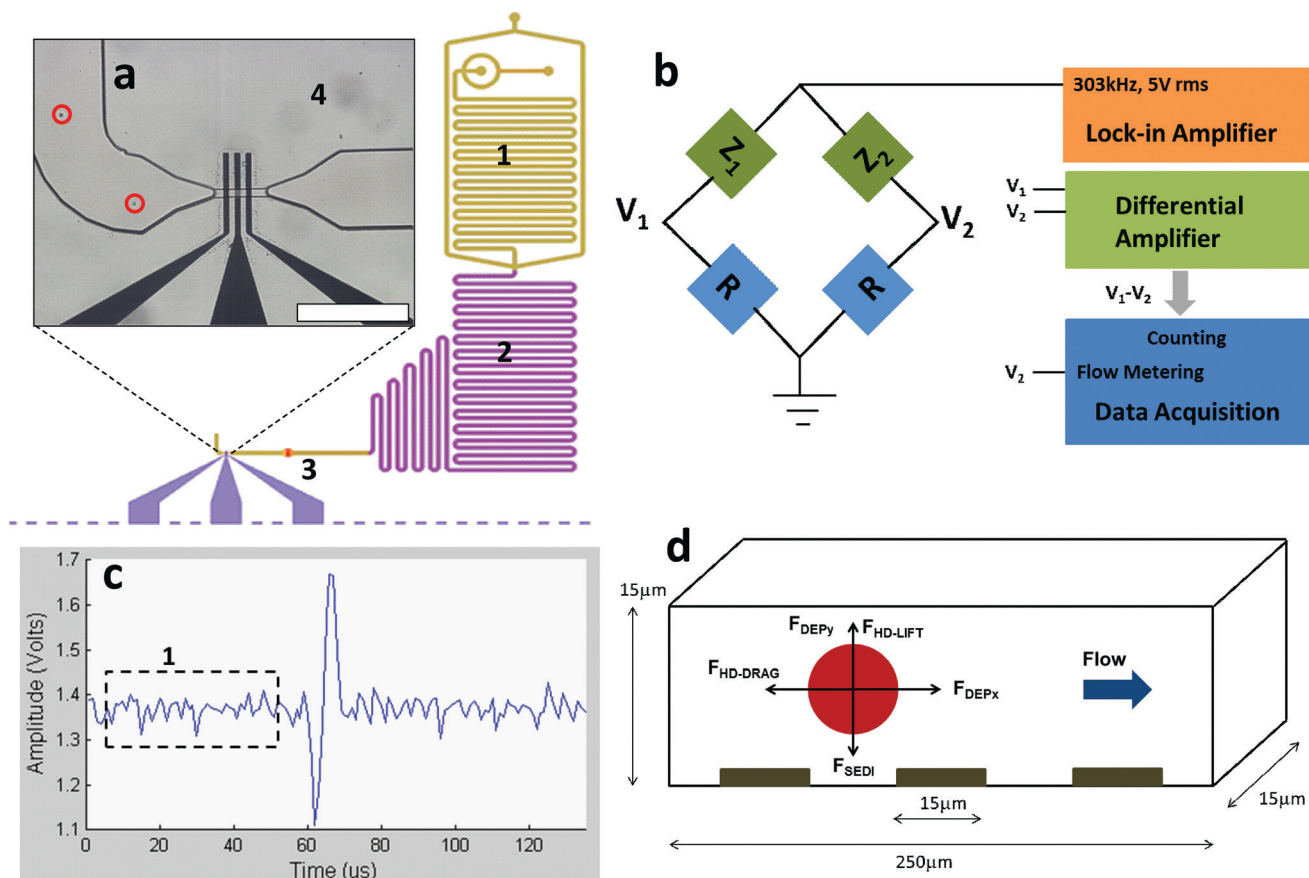 a
4
1
2
3
b
Z1
Z2
V1
V2
R
R
303kHz, 5V rms
Lock-in Amplifier
V1
V2
Differential
Amplifier
V1-V2
Counting
V2
Flow Metering
Data Acquisition
c
1
Amplitude (Volts)
1.7
1.6
1.5
1.4
1.3
1.2
1.1
0
20
40
60
80
100
120
Time (us)
d
15μm
FDEPy
FHD-LIFT
FHD-DRAG
FDEPx
FSEDI
Flow
15μm
15μm
250μm